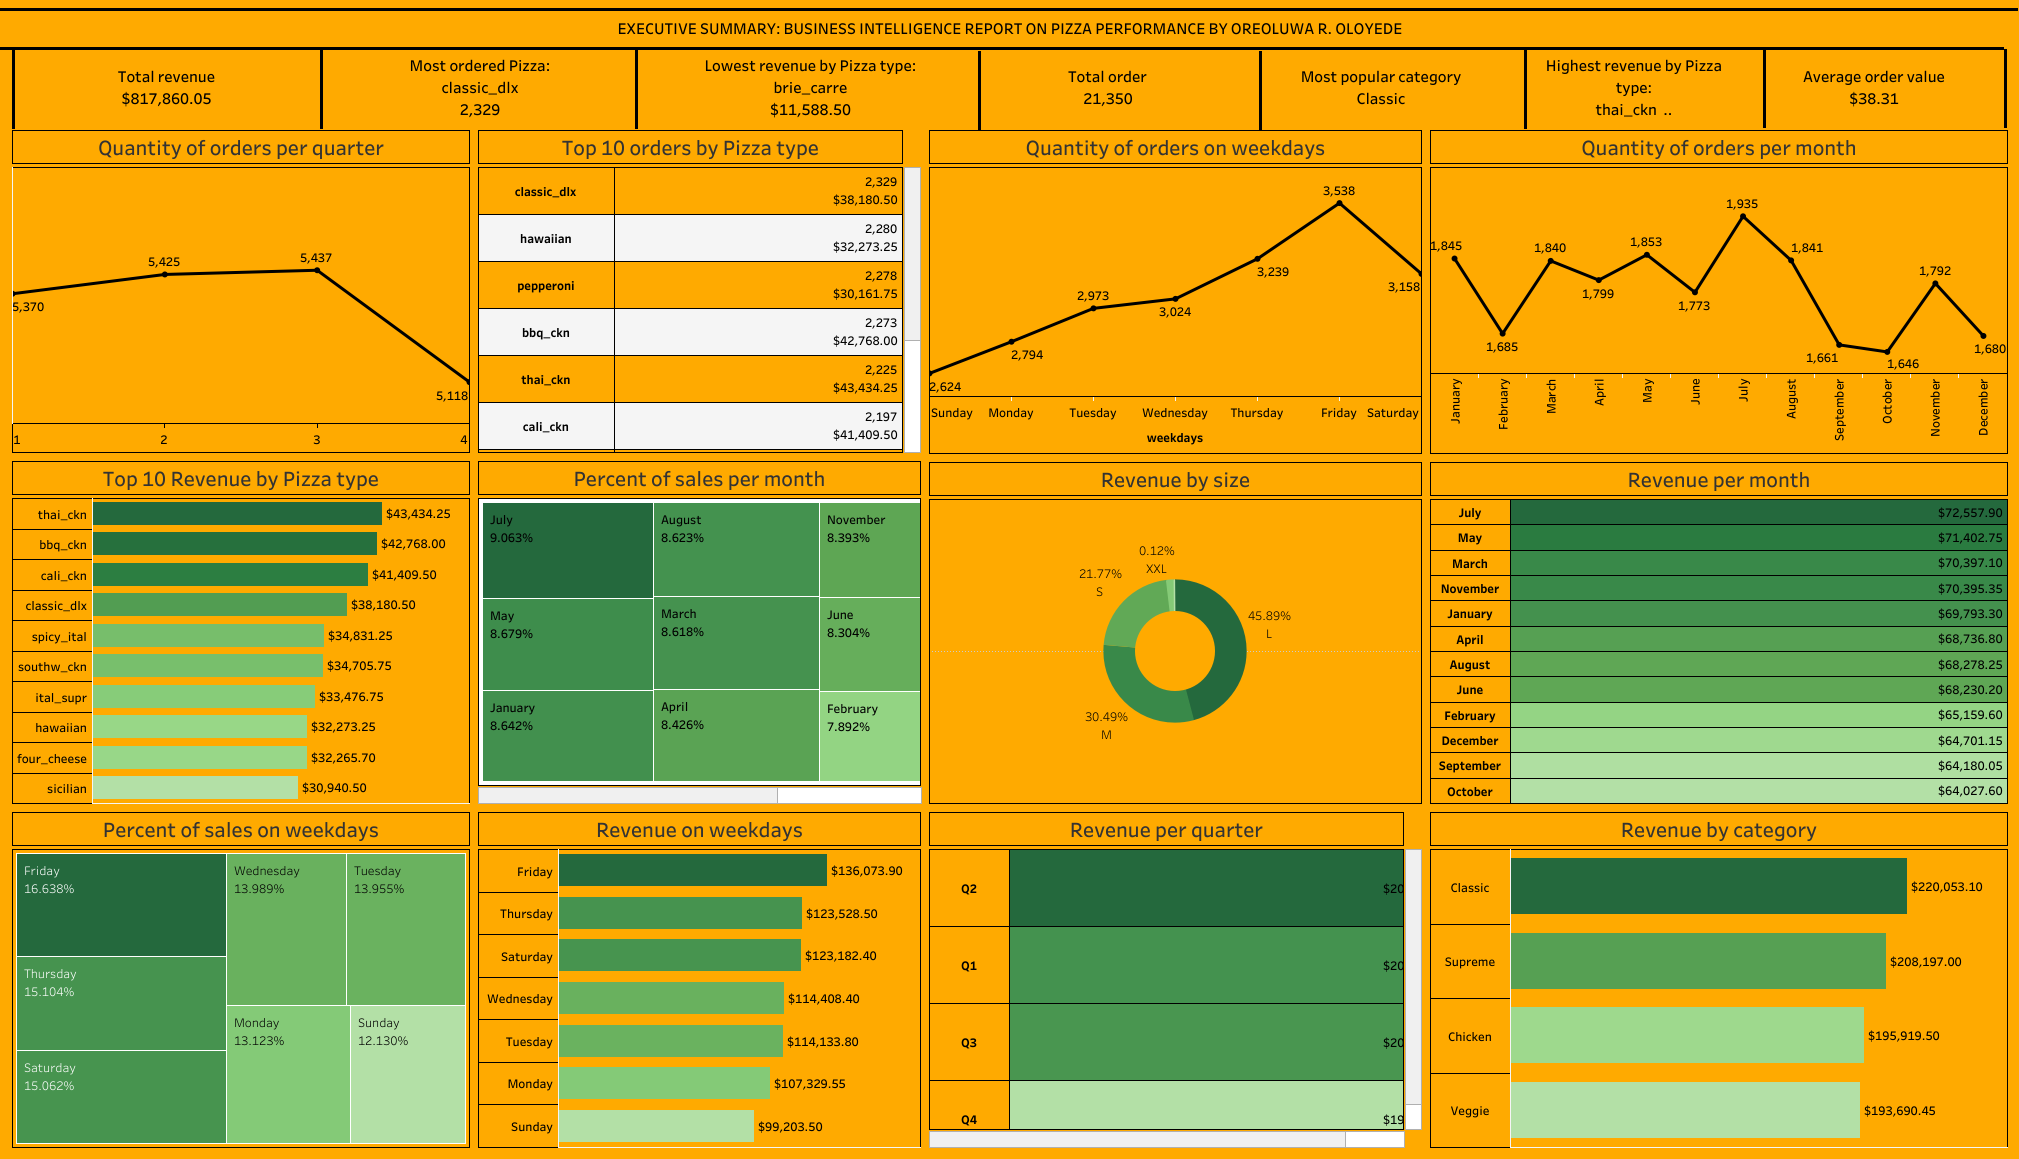 EXECUTIVE SUMMARY: BUSINESS INTELLIGENCE REPORT ON PIZZA PERFORMANCE BY OREOLUWA R. OLOYEDE
Total revenue
$817,860.05
Most ordered Pizza:
classic_dlx
2,329
Lowest revenue by Pizza type:
brie_carre
$11,588.50
Total order
21,350
Most popular category
Classic
Highest revenue by Pizza
type:
thai_ckn ..
Average order value
$38.31
Quantity of orders per quarter
5,370
5,425
5,437
5,118
1
2
3
4
Top 10 orders by Pizza type
classic_dlx
2,329
$38,180.50
hawaiian
2,280
$32,273.25
pepperoni
2,278
$30,161.75
bbq_ckn
2,273
$42,768.00
thai_ckn
2,225
$43,434.25
cali_ckn
2,197
$41,409.50
Quantity of orders on weekdays
2,624
2,794
2,973
3,024
3,239
3,538
3,158
Sunday
Monday
Tuesday
Wednesday
Thursday
Friday
Saturday
weekdays
Quantity of orders per month
1,845
1,685
1,840
1,799
1,853
1,773
1,935
1,841
1,661
1,646
1,792
1,680
January
February
March
April
May
June
July
August
September
October
November
December
Top 10 Revenue by Pizza type
thai_ckn $43,434.25
bbq_ckn $42,768.00
cali_ckn $41,409.50
classic_dlx $38,180.50
spicy_ital $34,831.25
southw_ckn $34,705.75
ital_supr $33,476.75
hawaiian $32,273.25
four_cheese $32,265.70
sicilian $30,940.50
Percent of sales per month
July
9.063%
May
8.679%
January
8.642%
August
8.623%
March
8.618%
April
8.426%
November
8.393%
June
8.304%
February
7.892%
Revenue by size
0.12%
XXL
21.77%
S
45.89%
L
30.49%
M
Revenue per month
July $72,557.90
May $71,402.75
March $70,397.10
November $70,395.35
January $69,793.30
April $68,736.80
August $68,278.25
June $68,230.20
February $65,159.60
December $64,701.15
September $64,180.05
October $64,027.60
Percent of sales on weekdays
Friday
16.638%
Thursday
15.104%
Saturday
15.062%
Wednesday
13.989%
Tuesday
13.955%
Monday
13.123%
Sunday
12.130%
Revenue on weekdays
Friday $136,073.90
Thursday $123,528.50
Saturday $123,182.40
Wednesday $114,408.40
Tuesday $114,133.80
Monday $107,329.55
Sunday $99,203.50
Revenue per quarter
Q2 $20
Q1 $20
Q3 $20
Q4 $19
Revenue by category
Classic $220,053.10
Supreme $208,197.00
Chicken $195,919.50
Veggie $193,690.45